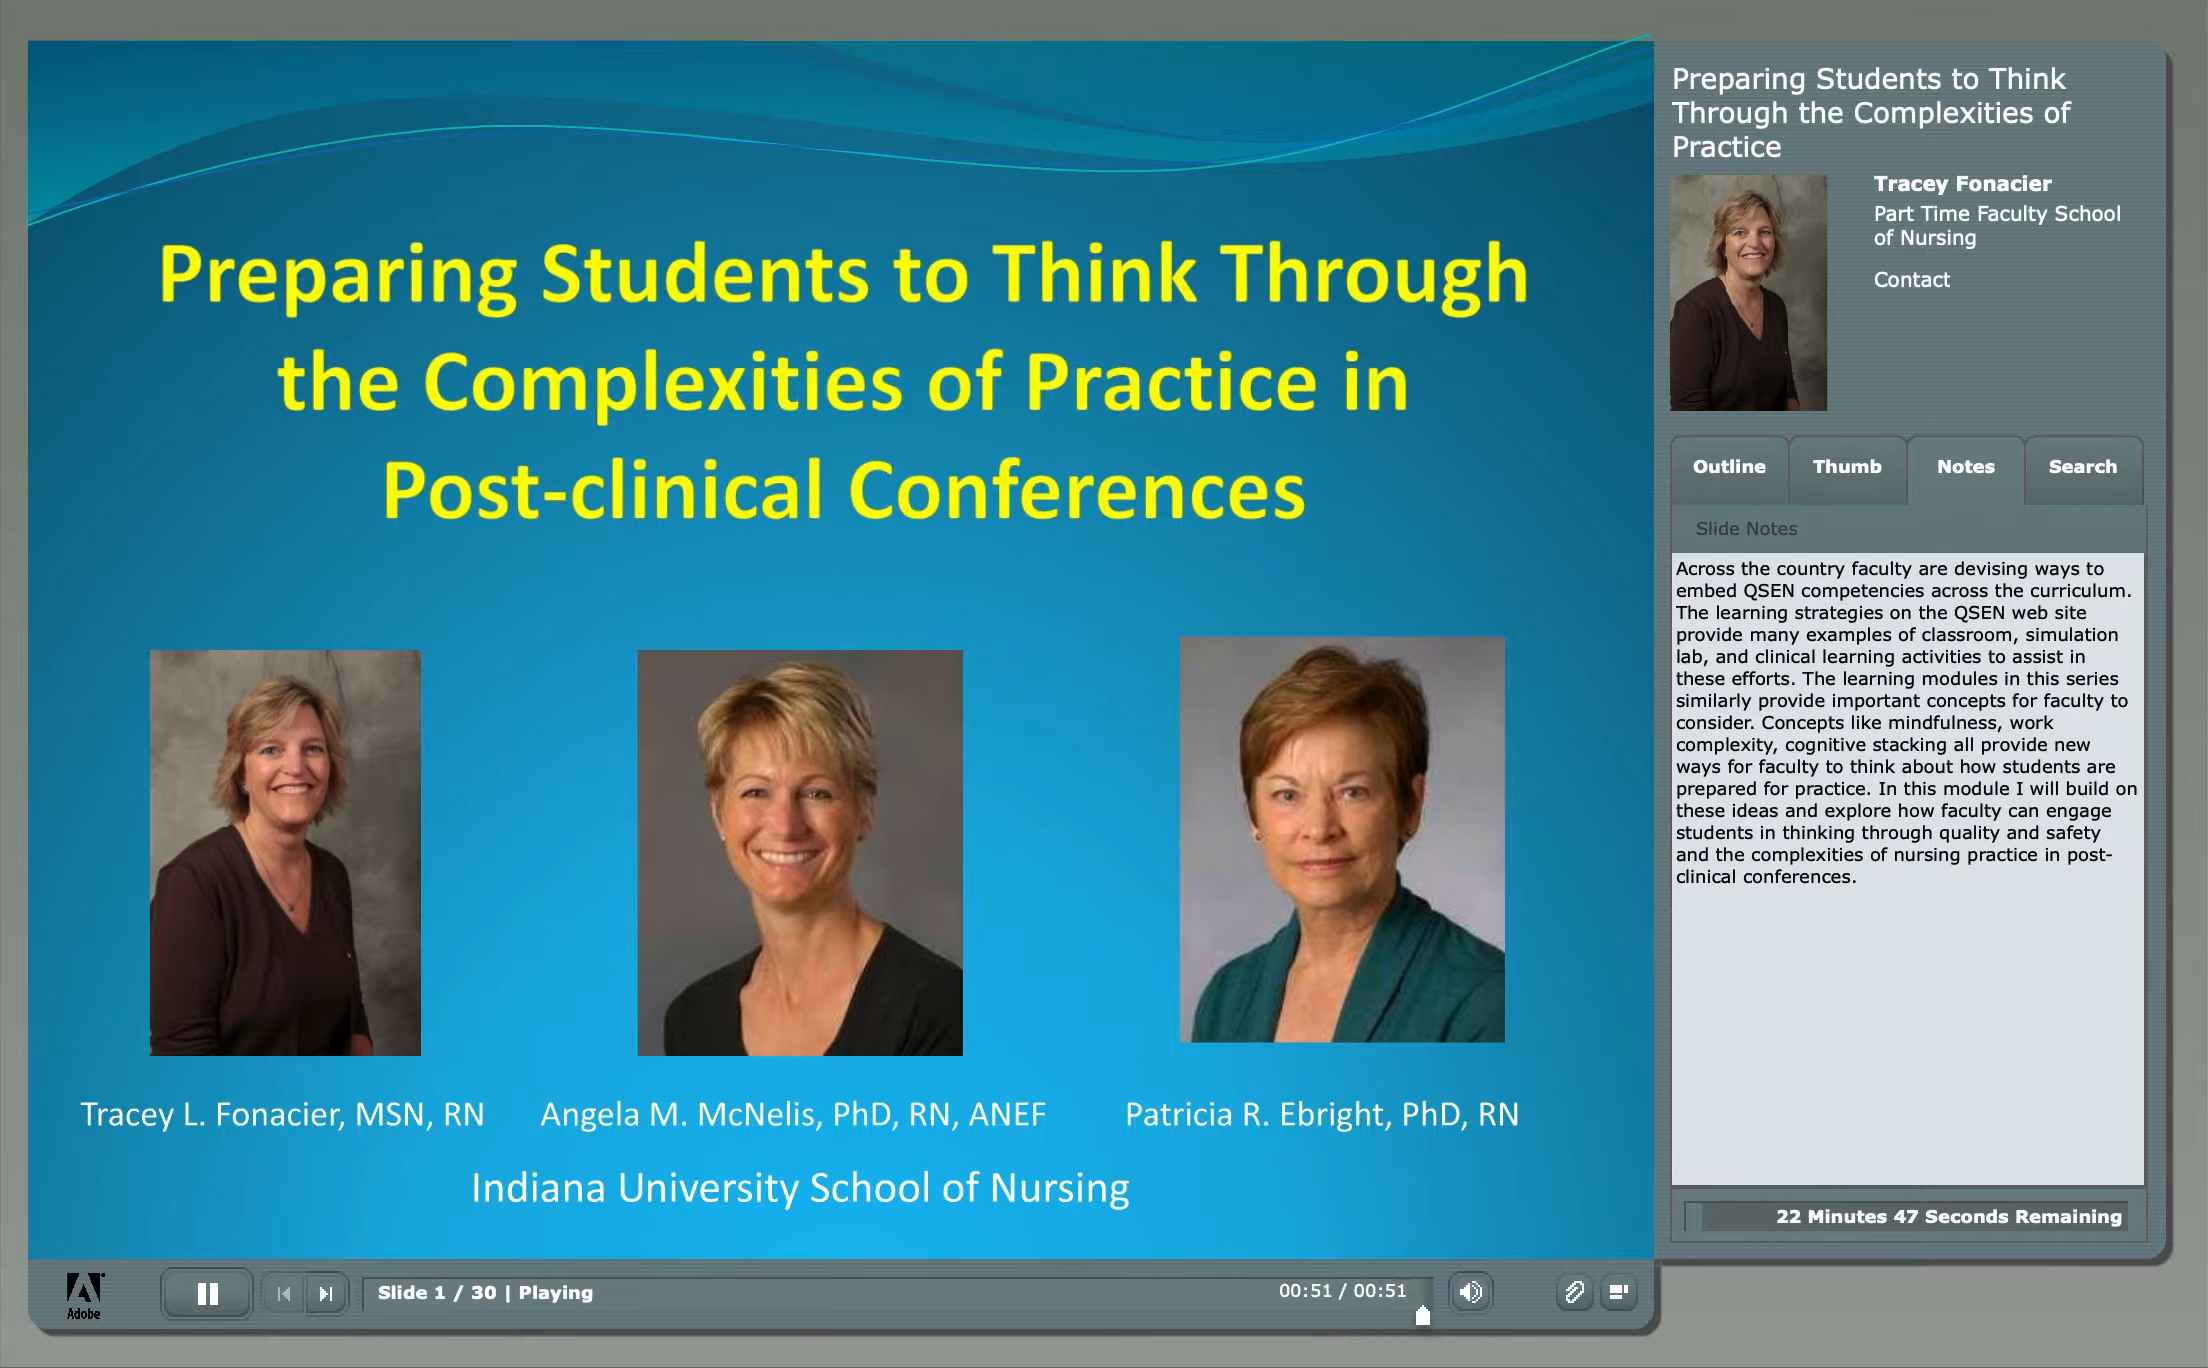 Preparing Students to Think Through
the Complexities of Practice in
Post-clinical Conferences
Tracey L. Fonacier, MSN, RN
Angela M. McNelis, PhD, RN, ANEF
Patricia R. Ebright, PhD, RN
Indiana University School of Nursing
Adobe
Slide 1 / 30 | Playing
00:51 / 00:51
Preparing Students to Think
Through the Complexities of
Practice
Tracey Fonacier
Part Time Faculty School
of Nursing
Contact
Outline
Thumb
Notes
Search
Slide Notes
Across the country faculty are devising ways to
embed QSEN competencies across the curriculum.
The learning strategies on the QSEN web site
provide many examples of classroom, simulation
lab, and clinical learning activities to assist in
these efforts. The learning modules in this series
similarly provide important concepts for faculty to
consider. Concepts like mindfulness, work
complexity, cognitive stacking all provide new
ways for faculty to think about how students are
prepared for practice. In this module I will build on
these ideas and explore how faculty can engage
students in thinking through quality and safety
and the complexities of nursing practice in post-
clinical conferences.
22 Minutes 47 Seconds Remaining